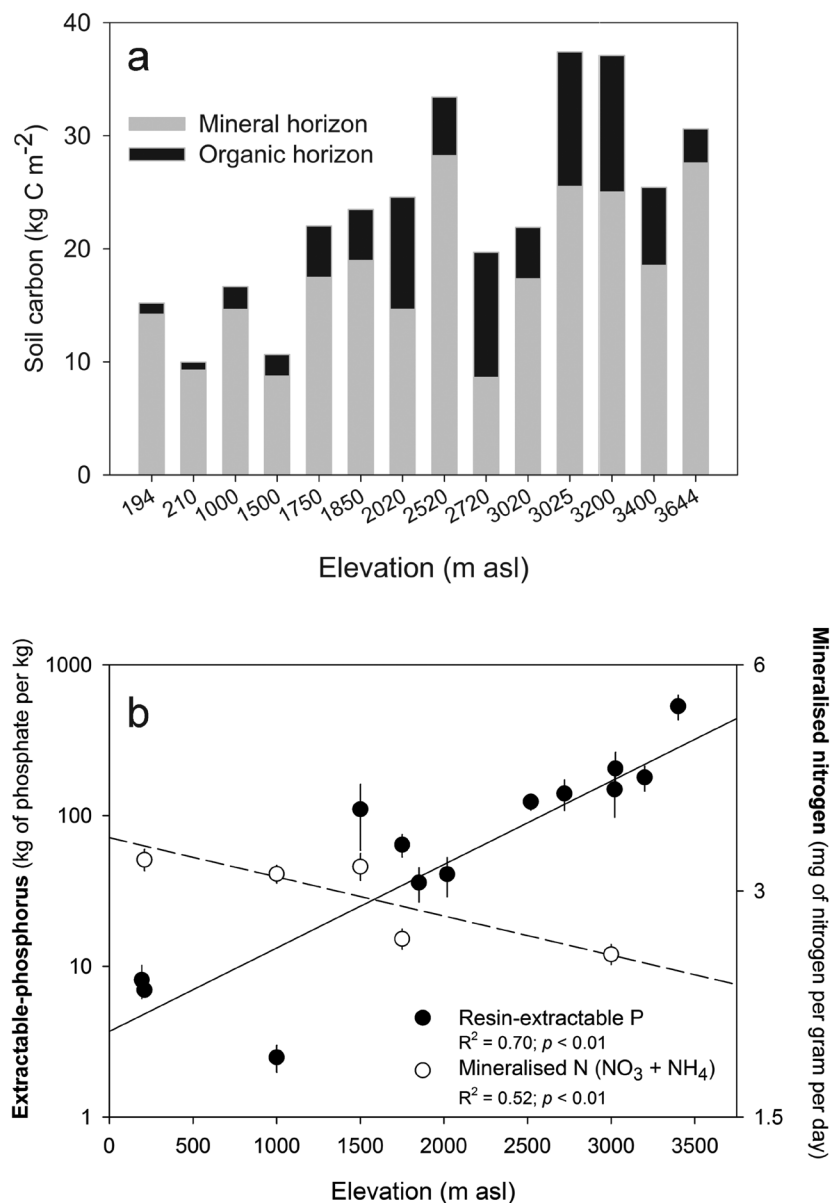 a
Mineral horizon
Organic horizon
Soil carbon (kg C m-2)
40
30
20
10
0
194 210 1000 1500 1750 1850 2020 2520 2720 3020 3025 3200 3400 3644
Elevation (m asl)
b
Extractable-phosphorus (kg of phosphate per kg)
1000
100
10
1
Mineralised nitrogen (mg of nitrogen per gram per day)
6
3
1.5
Resin-extractable P
R2 = 0.70; p < 0.01
Mineralised N (NO3 + NH4)
R2 = 0.52; p < 0.01
0 500 1000 1500 2000 2500 3000 3500
Elevation (m asl)